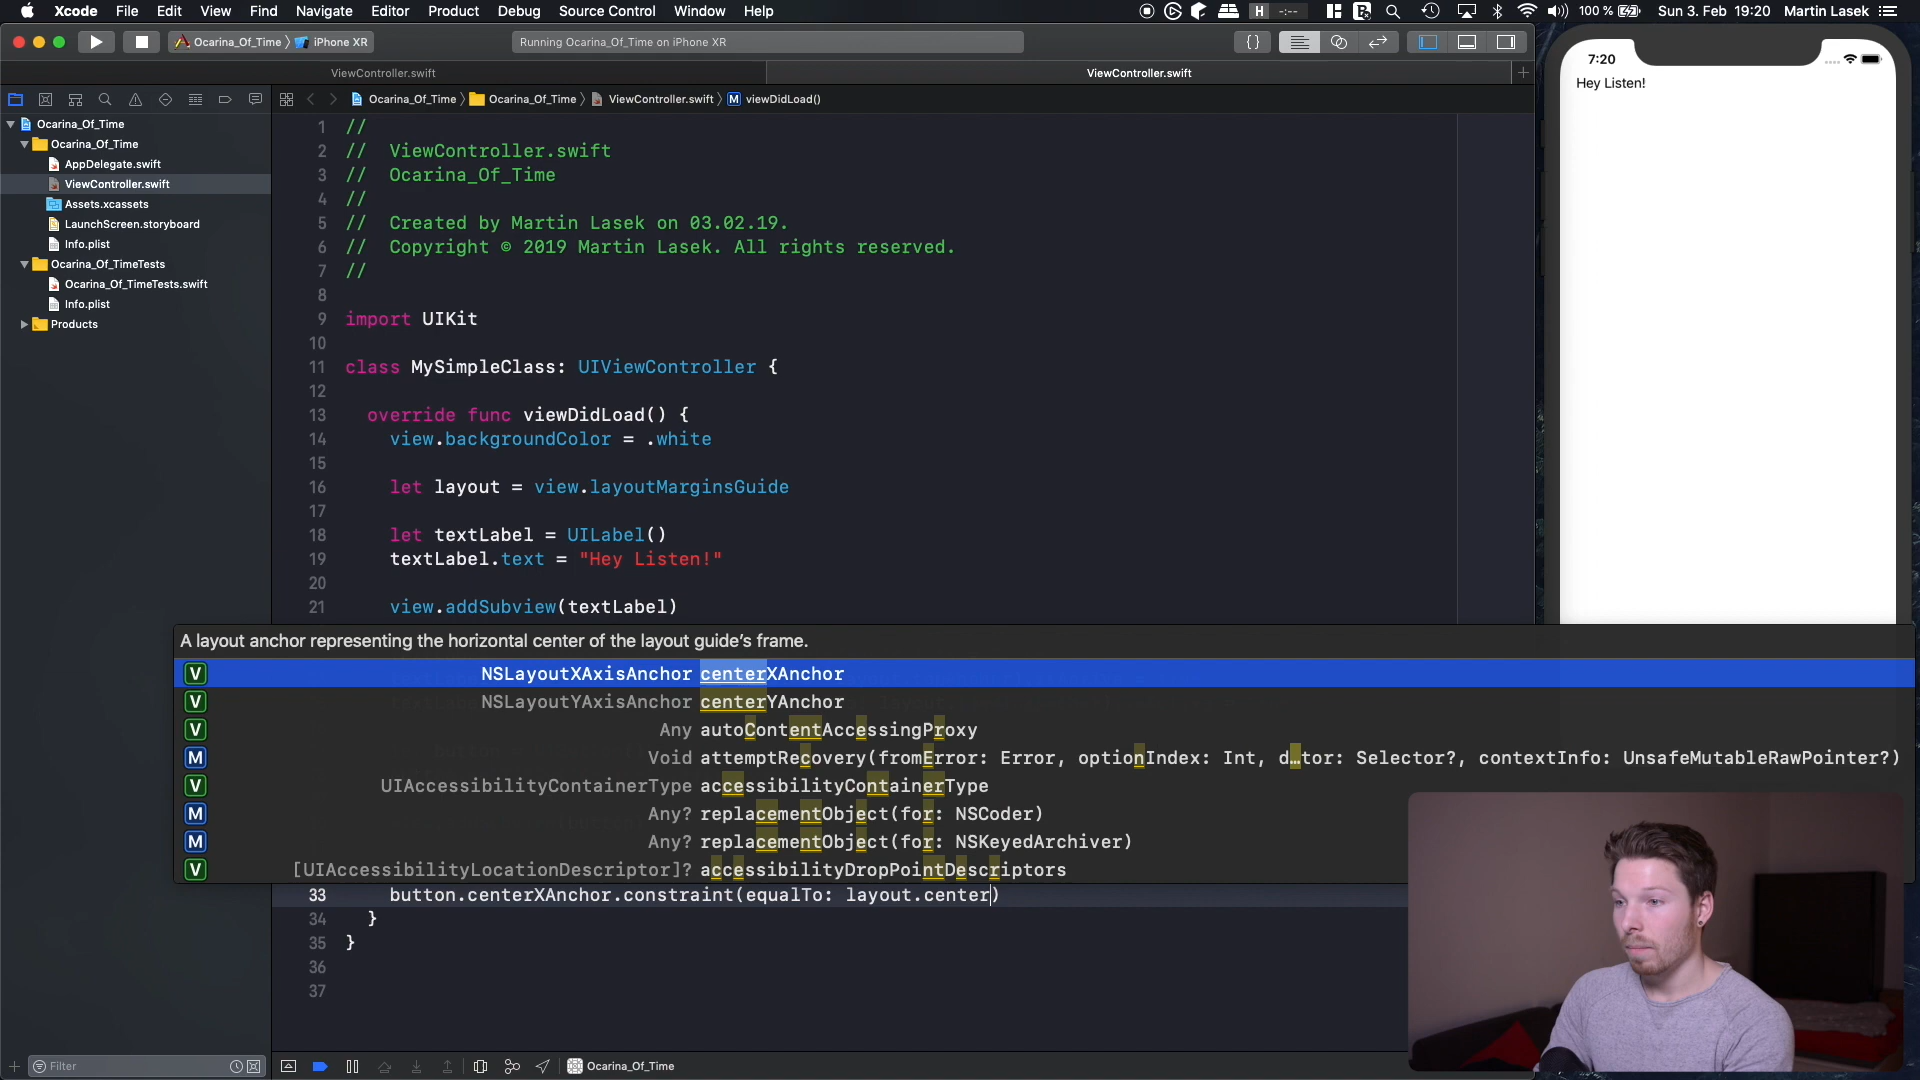 Xcode File Edit View Find Navigate Editor Product Debug Source Control Window Help
H -:-- 100 % Sun 3. Feb 19:20 Martin Lasek
Ocarina_Of_Time iPhone XR
Running Ocarina_Of_Time on iPhone XR
ViewController.swift
ViewController.swift
Ocarina_Of_Time Ocarina_Of_Time ViewController.swift M viewDidLoad()
Ocarina_Of_Time
Ocarina_Of_Time
AppDelegate.swift
ViewController.swift
Assets.xcassets
LaunchScreen.storyboard
Info.plist
Ocarina_Of_TimeTests
Ocarina_Of_TimeTests.swift
Info.plist
Products
1 //
2 // ViewController.swift
3 // Ocarina_Of_Time
4 //
5 // Created by Martin Lasek on 03.02.19.
6 // Copyright © 2019 Martin Lasek. All rights reserved.
7 //
8
9 import UIKit
10
11 class MySimpleClass: UIViewController {
12
13 override func viewDidLoad() {
14 view.backgroundColor = .white
15
16 let layout = view.layoutMarginsGuide
17
18 let textLabel = UILabel()
19 textLabel.text = "Hey Listen!"
20
21 view.addSubview(textLabel)
A layout anchor representing the horizontal center of the layout guide's frame.
V NSLayoutXAxisAnchor centerXAnchor
V NSLayoutYAxisAnchor centerYAnchor
V Any autoContentAccessingProxy
M Void attemptRecovery(fromError: Error, optionIndex: Int, d…tor: Selector?, contextInfo: UnsafeMutableRawPointer?)
V UIAccessibilityContainerType accessibilityContainerType
M Any? replacementObject(for: NSCoder)
M Any? replacementObject(for: NSKeyedArchiver)
V [UIAccessibilityLocationDescriptor]? accessibilityDropPointDescriptors
33 button.centerXAnchor.constraint(equalTo: layout.center)
34 }
35 }
36
37
Filter
Ocarina_Of_Time
7:20
Hey Listen!